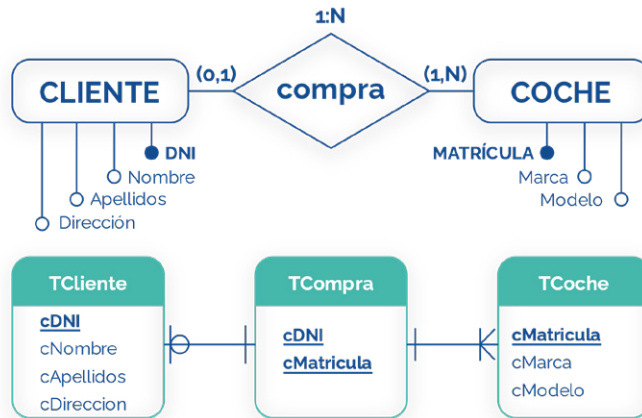 1:N
CLIENTE (0,1) compra (1,N) COCHE
DNI
Nombre
Apellidos
Dirección
MATRÍCULA
Marca
Modelo
TCliente
cDNI
cNombre
cApellidos
cDireccion
TCompra
cDNI
cMatricula
TCoche
cMatricula
cMarca
cModelo